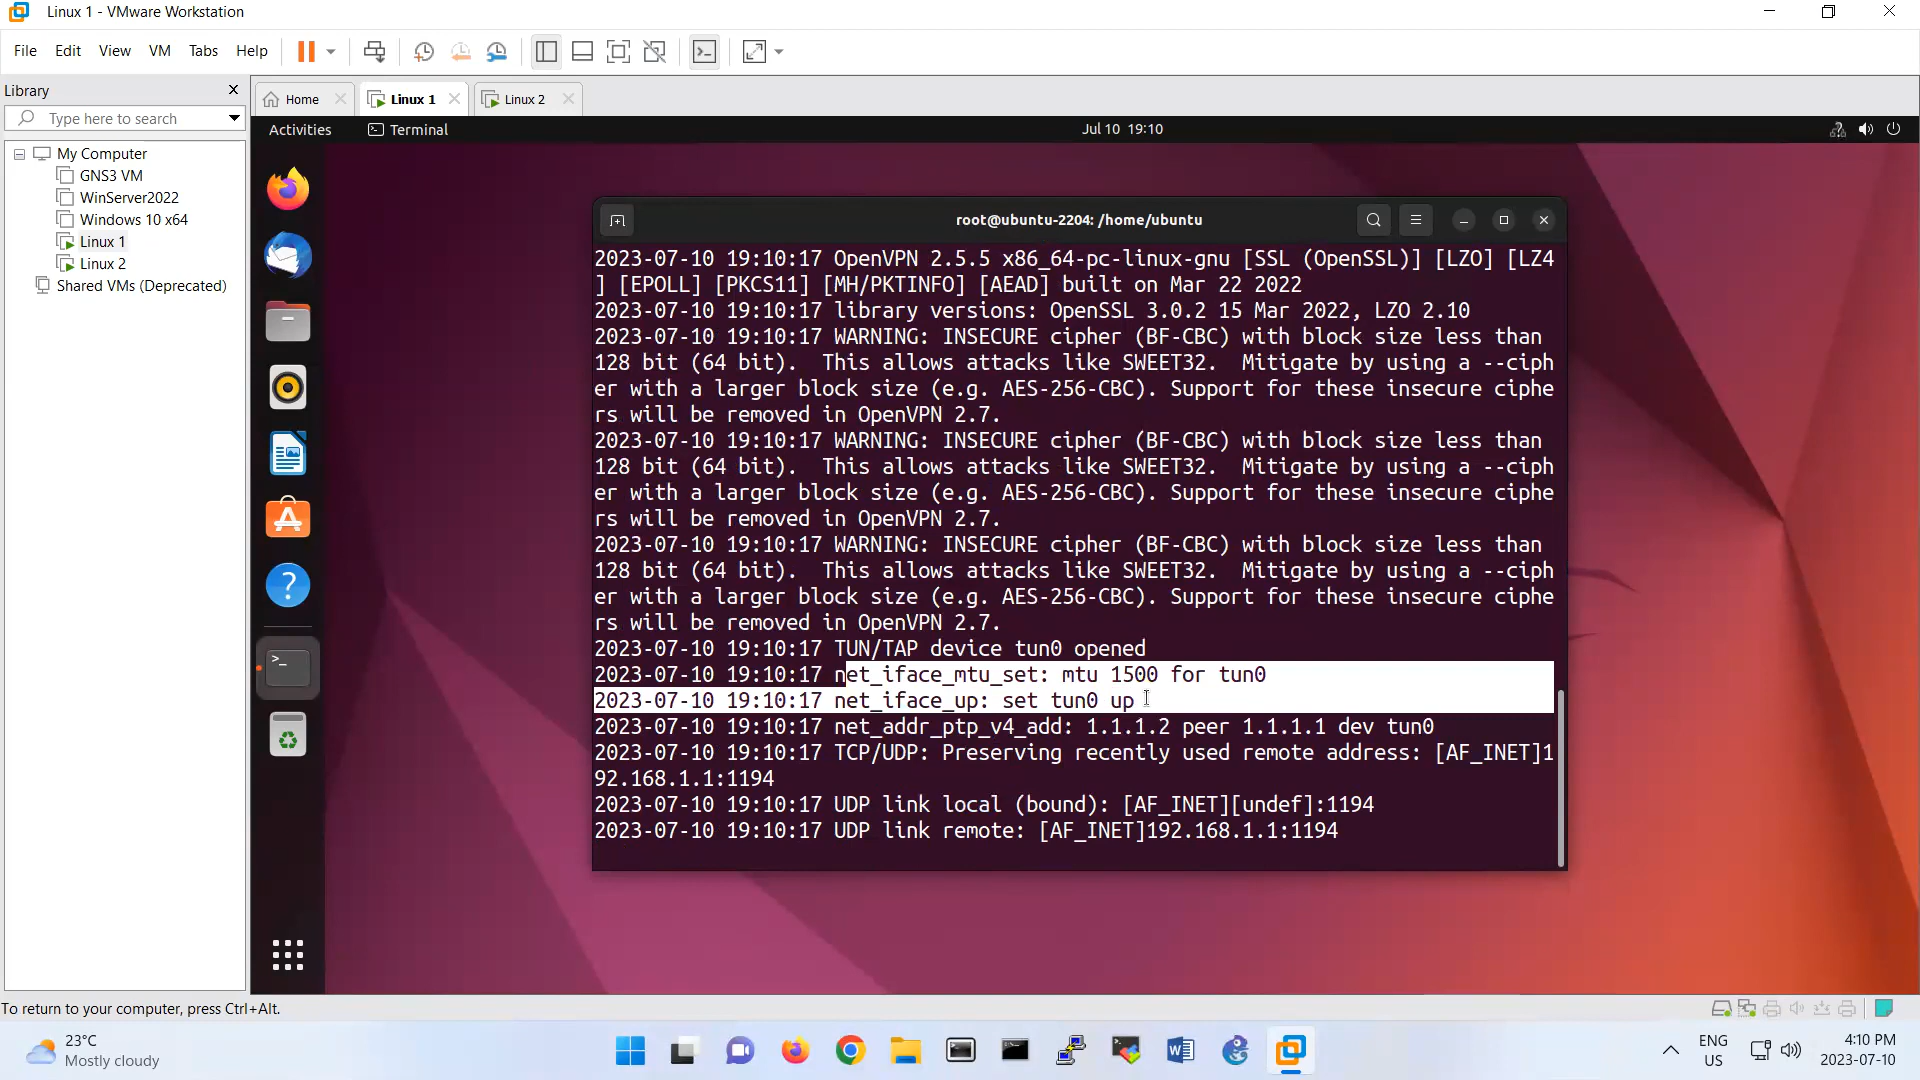 Linux 1 - VMware Workstation
File Edit View VM Tabs Help
Library
Type here to search
My Computer
GNS3 VM
WinServer2022
Windows 10 x64
Linux 1
Linux 2
Shared VMs (Deprecated)
Home
Linux 1
Linux 2
Activities
Terminal
Jul 10 19:10
root@ubuntu-2204: /home/ubuntu
2023-07-10 19:10:17 OpenVPN 2.5.5 x86_64-pc-linux-gnu [SSL (OpenSSL)] [LZO] [LZ4
] [EPOLL] [PKCS11] [MH/PKTINFO] [AEAD] built on Mar 22 2022
2023-07-10 19:10:17 library versions: OpenSSL 3.0.2 15 Mar 2022, LZO 2.10
2023-07-10 19:10:17 WARNING: INSECURE cipher (BF-CBC) with block size less than
128 bit (64 bit).  This allows attacks like SWEET32.  Mitigate by using a --ciph
er with a larger block size (e.g. AES-256-CBC). Support for these insecure ciphe
rs will be removed in OpenVPN 2.7.
2023-07-10 19:10:17 WARNING: INSECURE cipher (BF-CBC) with block size less than
128 bit (64 bit).  This allows attacks like SWEET32.  Mitigate by using a --ciph
er with a larger block size (e.g. AES-256-CBC). Support for these insecure ciphe
rs will be removed in OpenVPN 2.7.
2023-07-10 19:10:17 WARNING: INSECURE cipher (BF-CBC) with block size less than
128 bit (64 bit).  This allows attacks like SWEET32.  Mitigate by using a --ciph
er with a larger block size (e.g. AES-256-CBC). Support for these insecure ciphe
rs will be removed in OpenVPN 2.7.
2023-07-10 19:10:17 TUN/TAP device tun0 opened
2023-07-10 19:10:17 net_iface_mtu_set: mtu 1500 for tun0
2023-07-10 19:10:17 net_iface_up: set tun0 up
2023-07-10 19:10:17 net_addr_ptp_v4_add: 1.1.1.2 peer 1.1.1.1 dev tun0
2023-07-10 19:10:17 TCP/UDP: Preserving recently used remote address: [AF_INET]1
92.168.1.1:1194
2023-07-10 19:10:17 UDP link local (bound): [AF_INET][undef]:1194
2023-07-10 19:10:17 UDP link remote: [AF_INET]192.168.1.1:1194
To return to your computer, press Ctrl+Alt.
23°C
Mostly cloudy
ENG
US
4:10 PM
2023-07-10